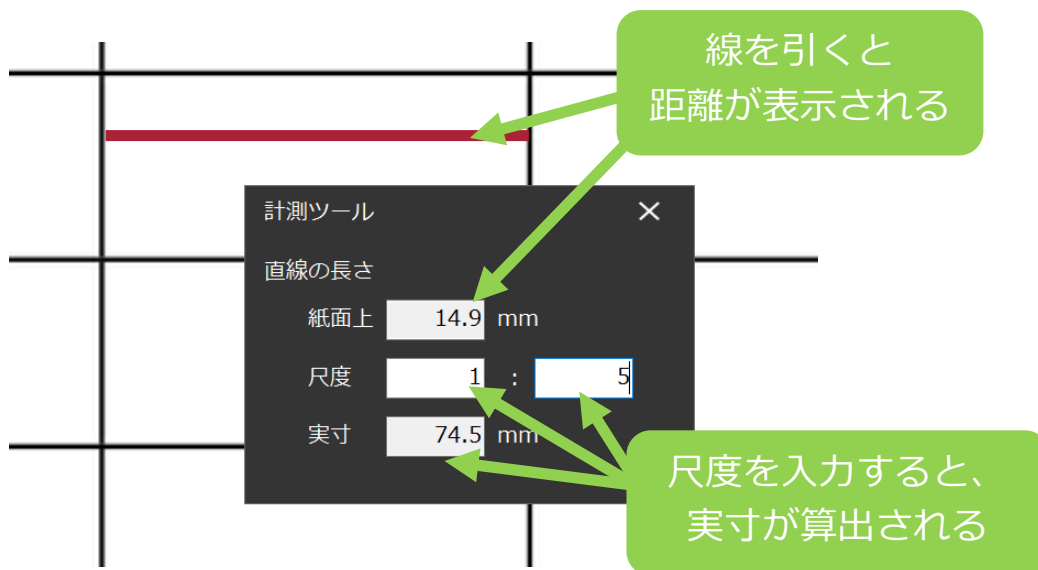 線を引くと
距離が表示される
計測ツール
直線の長さ
紙面上 14.9 mm
尺度 1 : 5
実寸 74.5 mm
尺度を入力すると、
実寸が算出される